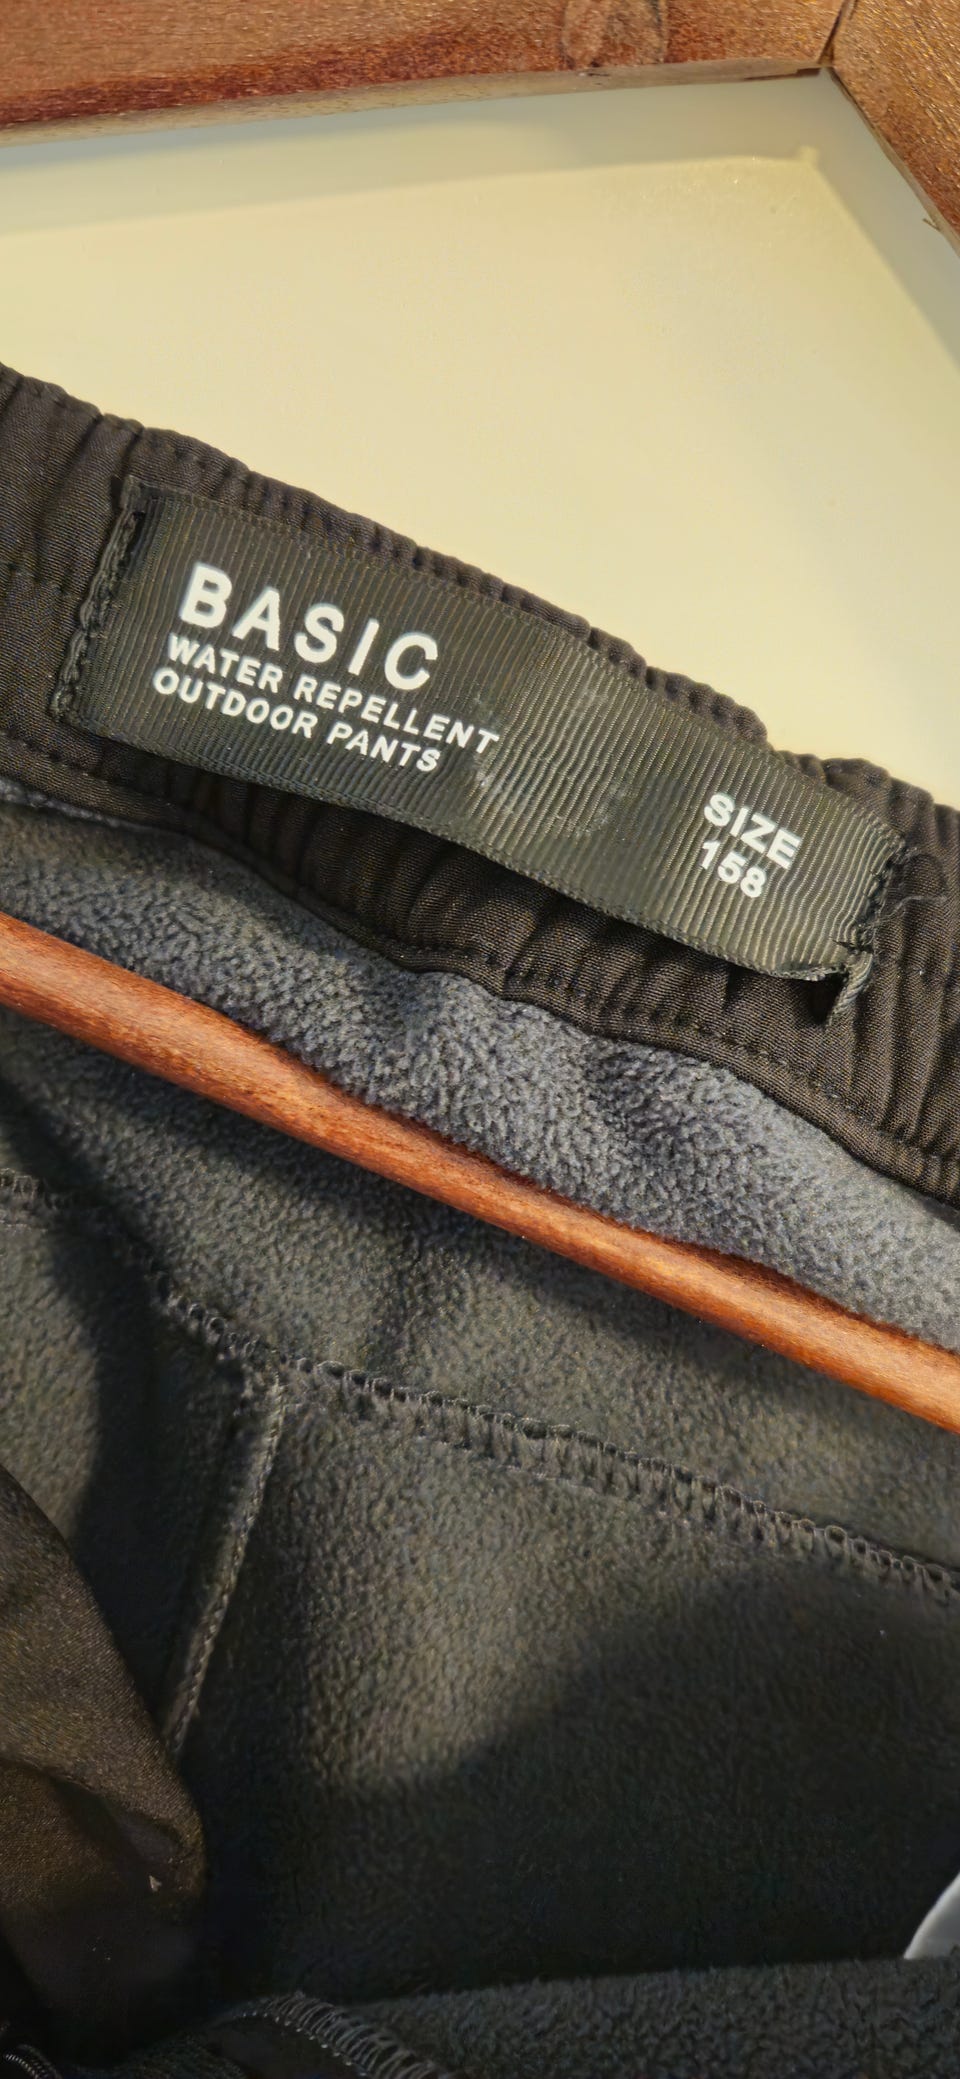 BASIC
WATER REPELLENT
OUTDOOR PANTS
SIZE
158